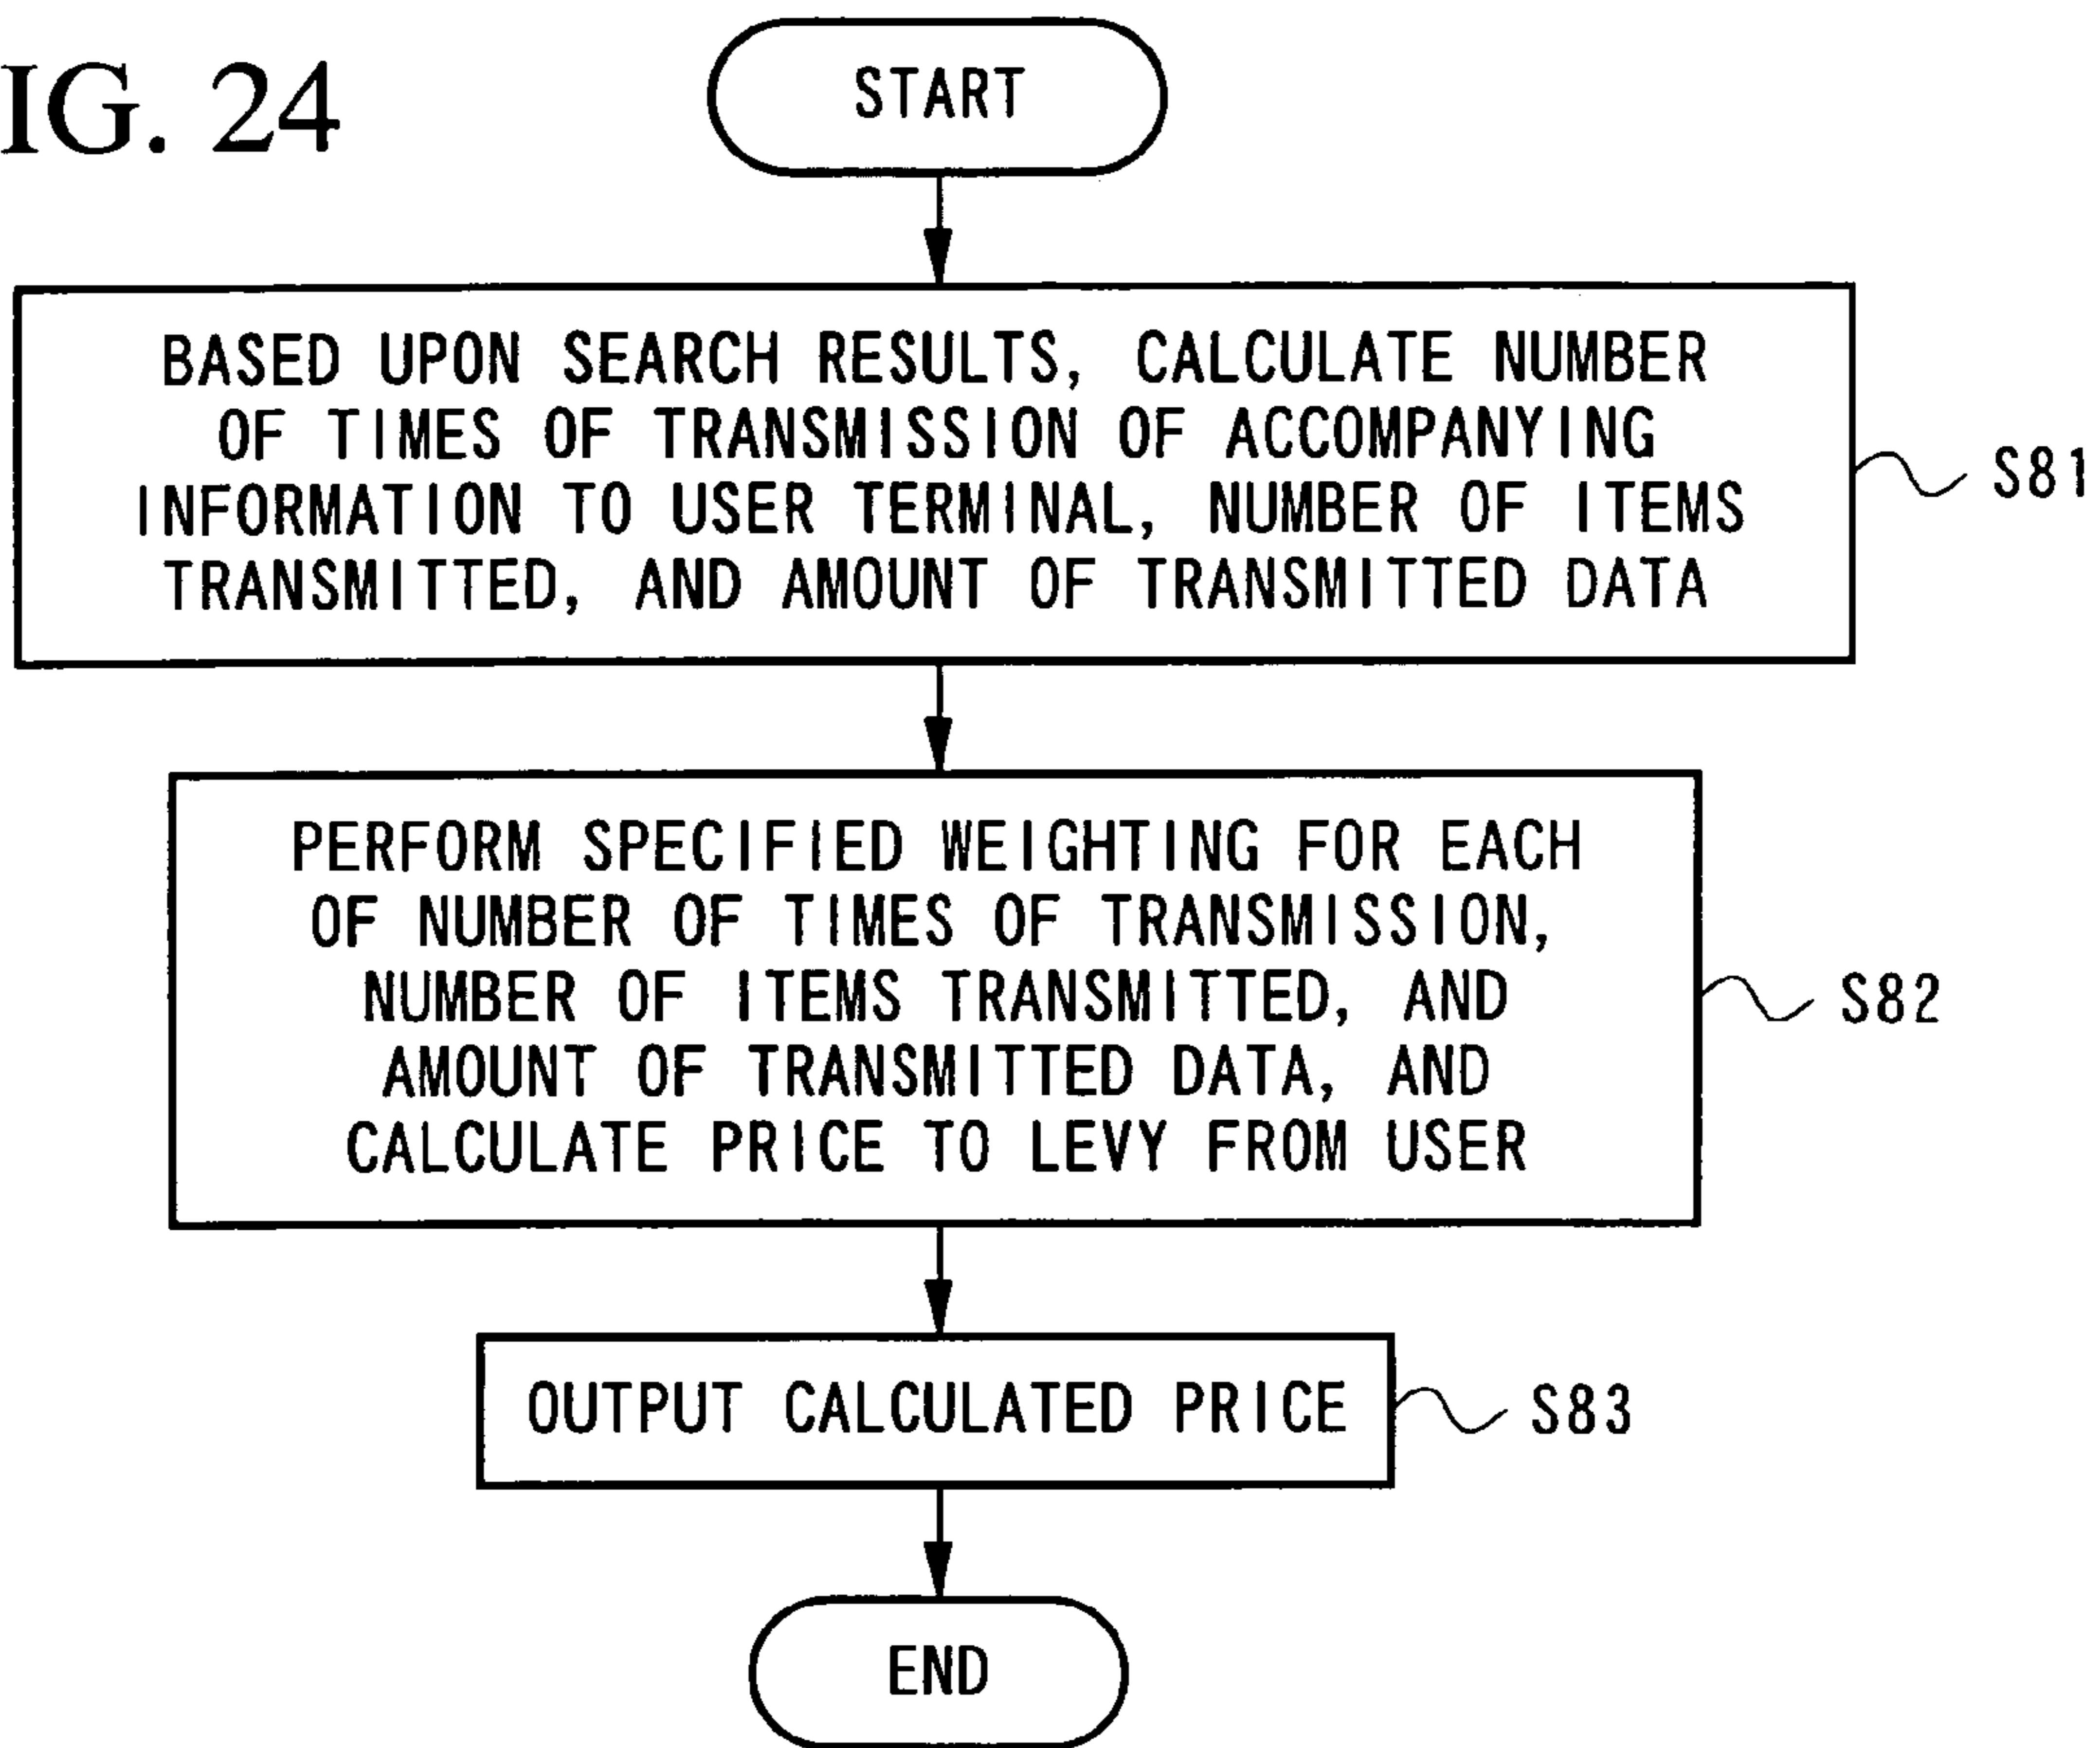 IG. 24
START
BASED UPON SEARCH RESULTS, CALCULATE NUMBER
OF TIMES OF TRANSMISSION OF ACCOMPANYING
INFORMATION TO USER TERMINAL, NUMBER OF ITEMS
TRANSMITTED, AND AMOUNT OF TRANSMITTED DATA
S81
PERFORM SPECIFIED WEIGHTING FOR EACH
OF NUMBER OF TIMES OF TRANSMISSION,
NUMBER OF ITEMS TRANSMITTED, AND
AMOUNT OF TRANSMITTED DATA, AND
CALCULATE PRICE TO LEVY FROM USER
S82
OUTPUT CALCULATED PRICE
S83
END